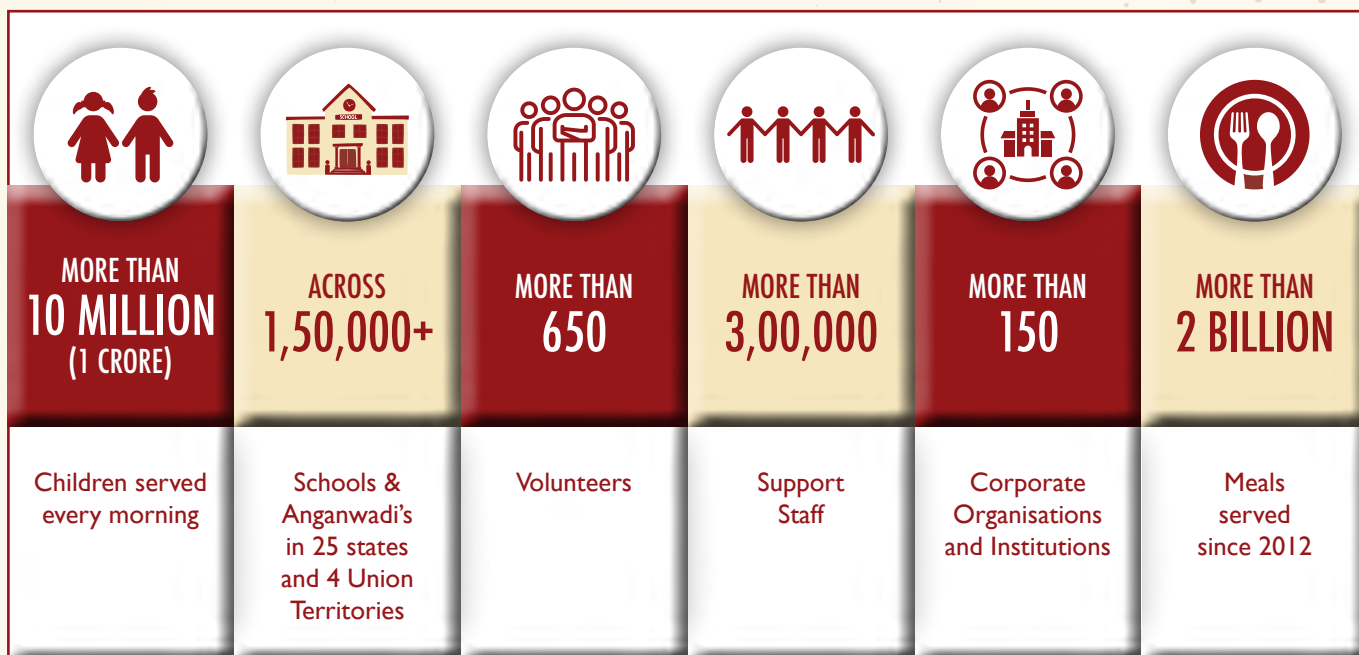 SCHOOL
MORE THAN
10 MILLION
(1 CRORE)
Children served
every morning
ACROSS
1,50,000+
Schools &
Anganwadi's
in 25 states
and 4 Union
Territories
MORE THAN
650
Volunteers
MORE THAN
3,00,000
Support
Staff
MORE THAN
150
Corporate
Organisations
and Institutions
MORE THAN
2 BILLION
Meals
served
since 2012